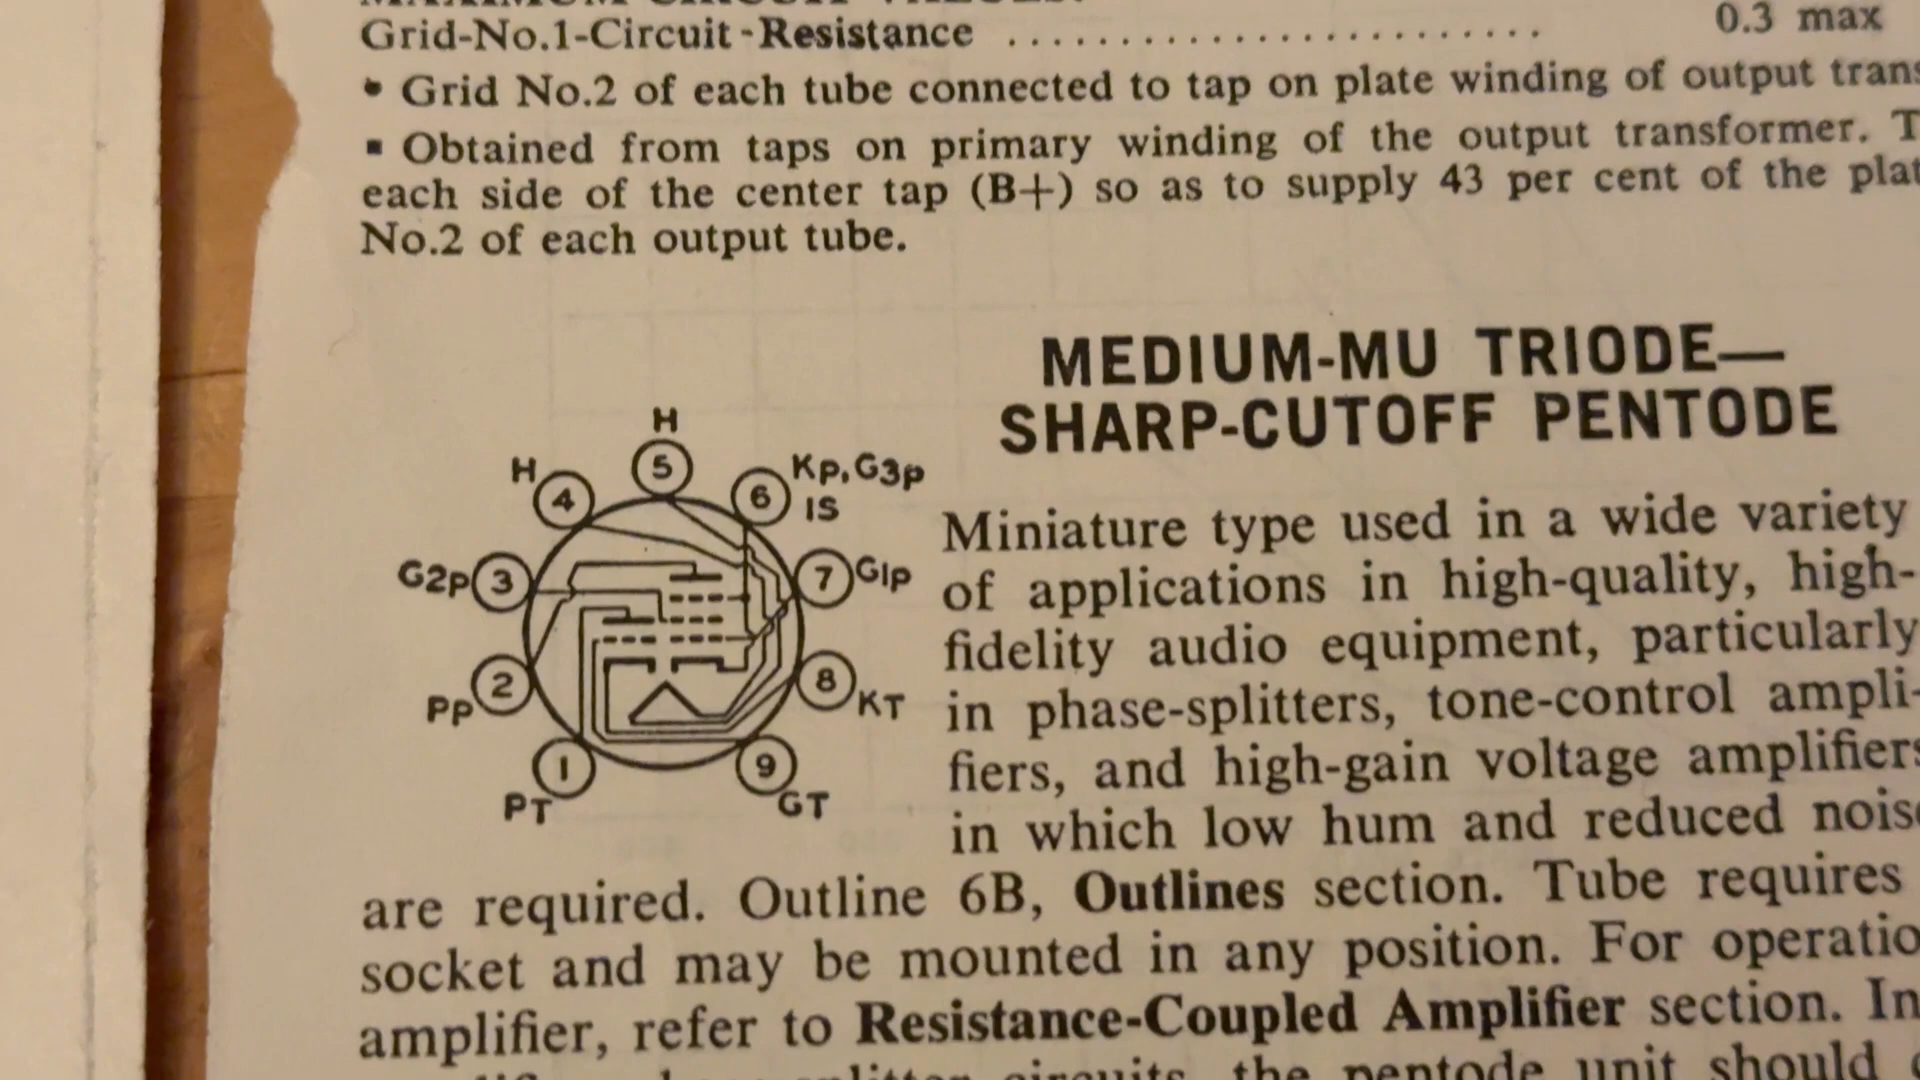 Grid-No.1-Circuit-Resistance ........................ 0.3 max
• Grid No.2 of each tube connected to tap on plate winding of output
▪ Obtained from taps on primary winding of the output transformer.
each side of the center tap (B+) so as to supply 43 per cent of the
No.2 of each output tube.
MEDIUM-MU TRIODE—
SHARP-CUTOFF PENTODE
H
5
H
4
6
KP,G3P
IS
G2P
3
7
G1P
PP
2
8
KT
1
PT
9
GT
Miniature type used in a wide variety
of applications in high-quality, high-
fidelity audio equipment, particularly
in phase-splitters, tone-control ampli-
fiers, and high-gain voltage amplifiers
in which low hum and reduced
are required. Outline 6B, Outlines section. Tube requires
socket and may be mounted in any position. For
amplifier, refer to Resistance-Coupled Amplifier section. In
circuits, the pentode unit should